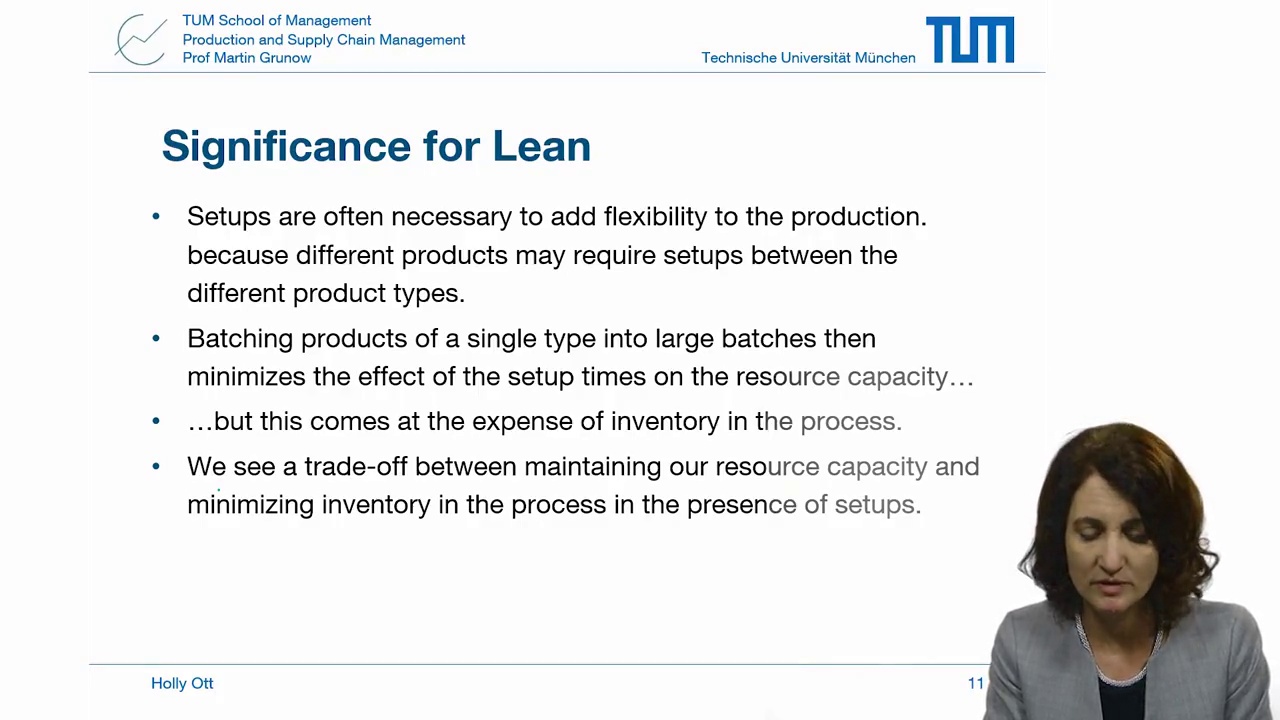 TUM School of Management
Production and Supply Chain Management
Prof Martin Grunow
Technische Universität München
TUM
Significance for Lean
• Setups are often necessary to add flexibility to the production.
because different products may require setups between the
different product types.
• Batching products of a single type into large batches then
minimizes the effect of the setup times on the resource capacity…
• …but this comes at the expense of inventory in the process.
• We see a trade-off between maintaining our resource capacity and
minimizing inventory in the process in the presence of setups.
Holly Ott
11